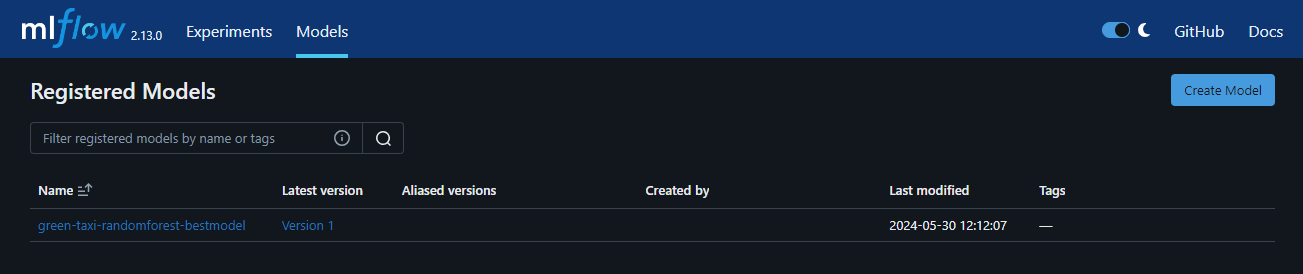 mlflow 2.13.0 Experiments Models GitHub Docs
Registered Models Create Model
Filter registered models by name or tags
Name Latest version Aliased versions Created by Last modified Tags
green-taxi-randomforest-bestmodel Version 1 2024-05-30 12:12:07 —